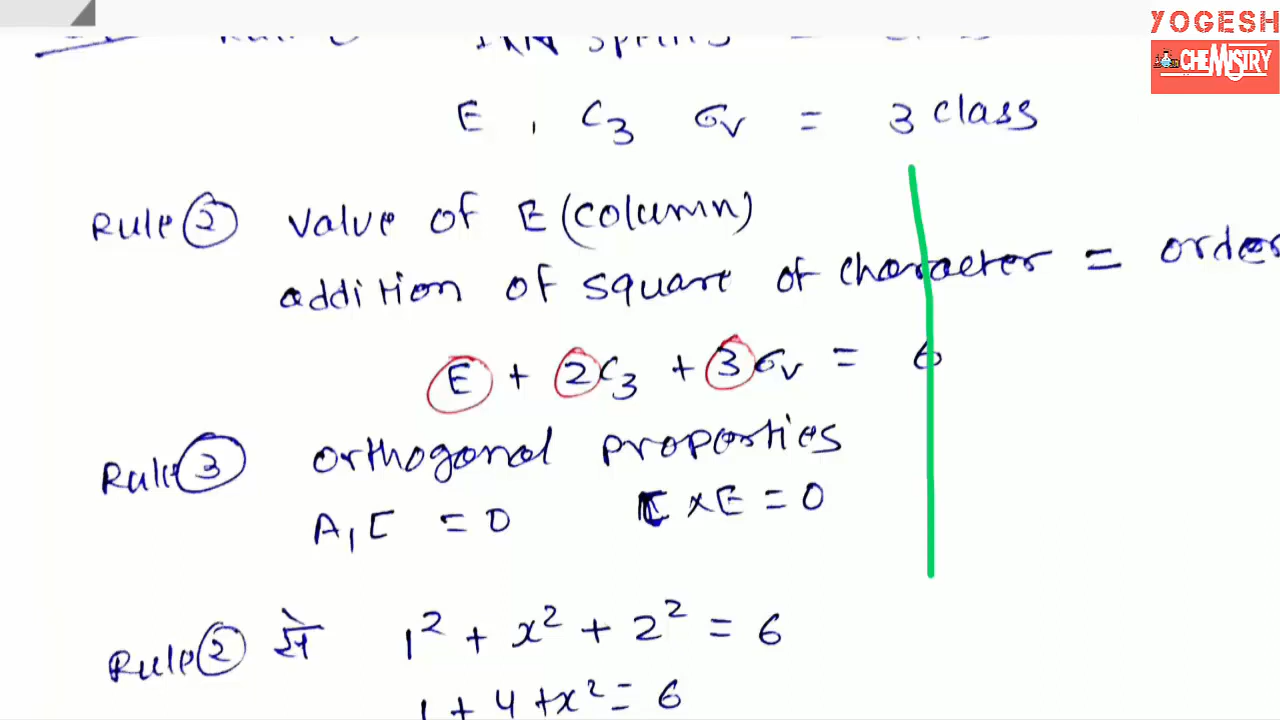 YOGESH
CHEMISTRY
E , C3 σv = 3 class
Rule ② value of E (column)
addition of square of character = order
E + 2C3 + 3σv = 6
Rule ③ orthogonal properties
A1E = 0 E × E = 0
Rule ② से 1² + x² + 2² = 6
1 + 4 + x² = 6